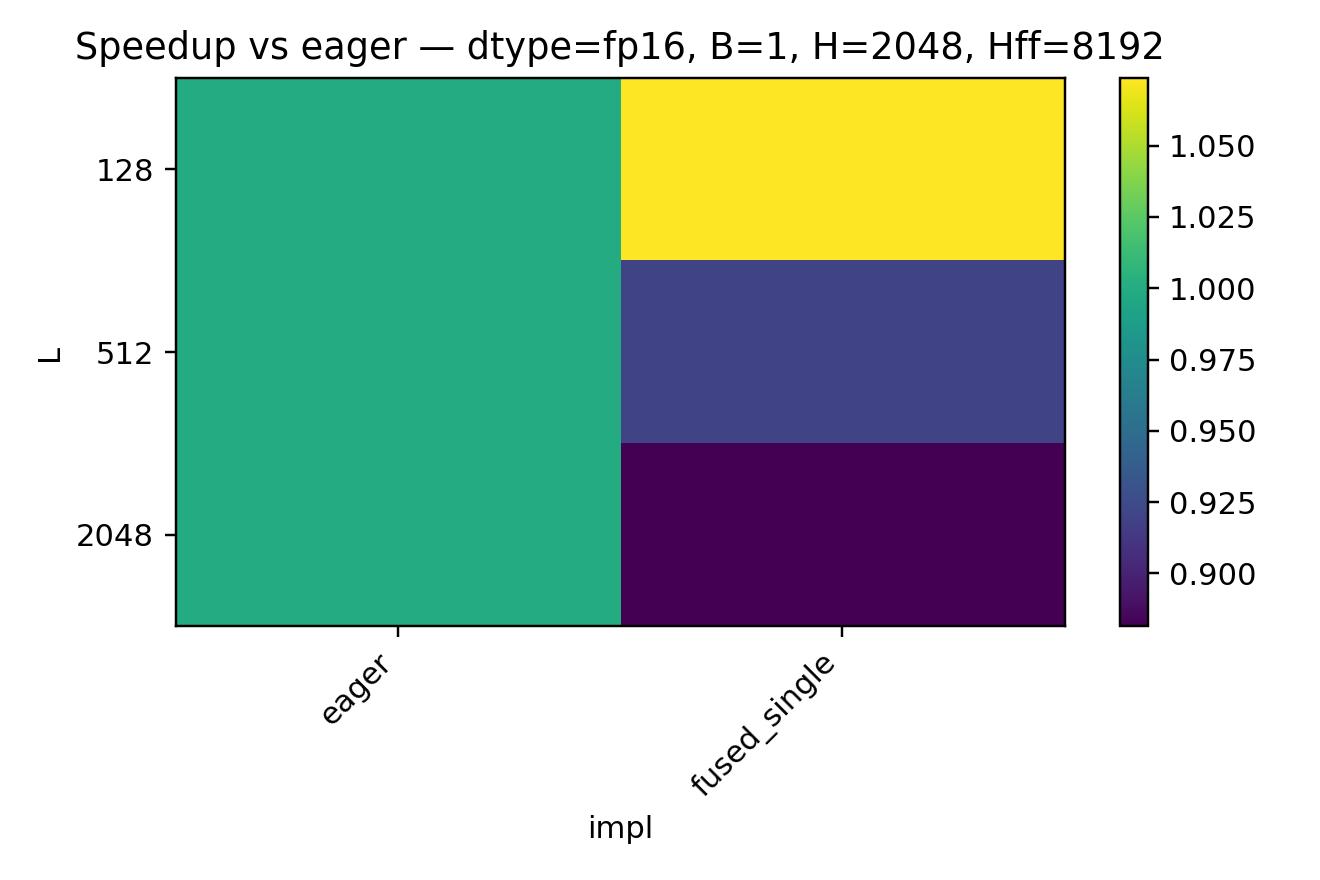 Speedup vs eager — dtype=fp16, B=1, H=2048, Hff=8192
128
512
2048
L
eager
fused_single
impl
1.050
1.025
1.000
0.975
0.950
0.925
0.900